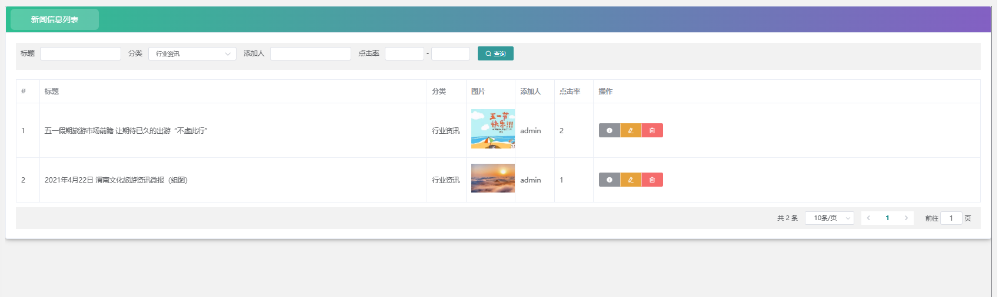 新闻信息列表
标题 分类 行业资讯 添加人 点击率 - 查询
# 标题 分类 图片 添加人 点击率 操作
五一节
快乐!!!
1 五一假期旅游市场前瞻 让期待已久的出游“不虚此行” 行业资讯 admin 2
2 2021年4月22日 渭南文化旅游资讯微报（组图） 行业资讯 admin 1
共 2 条 10条/页 1 前往 1 页